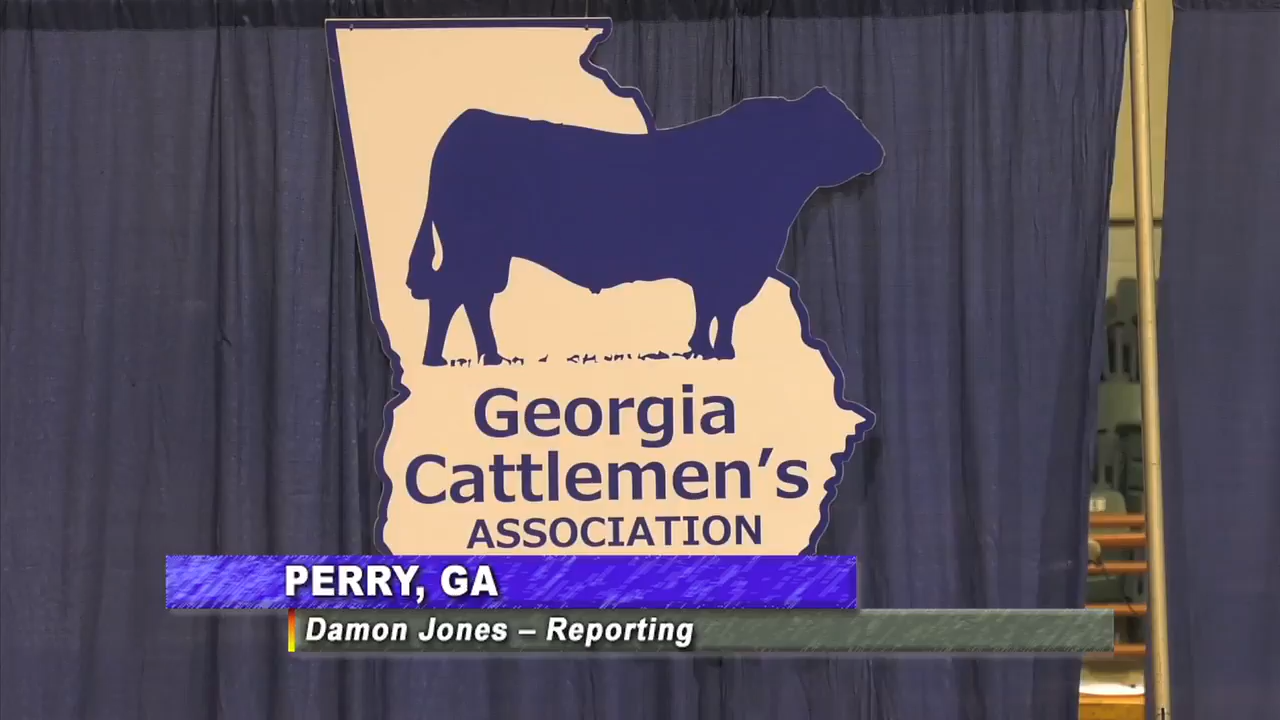 Georgia
Cattlemen's
ASSOCIATION
PERRY, GA
Damon Jones – Reporting